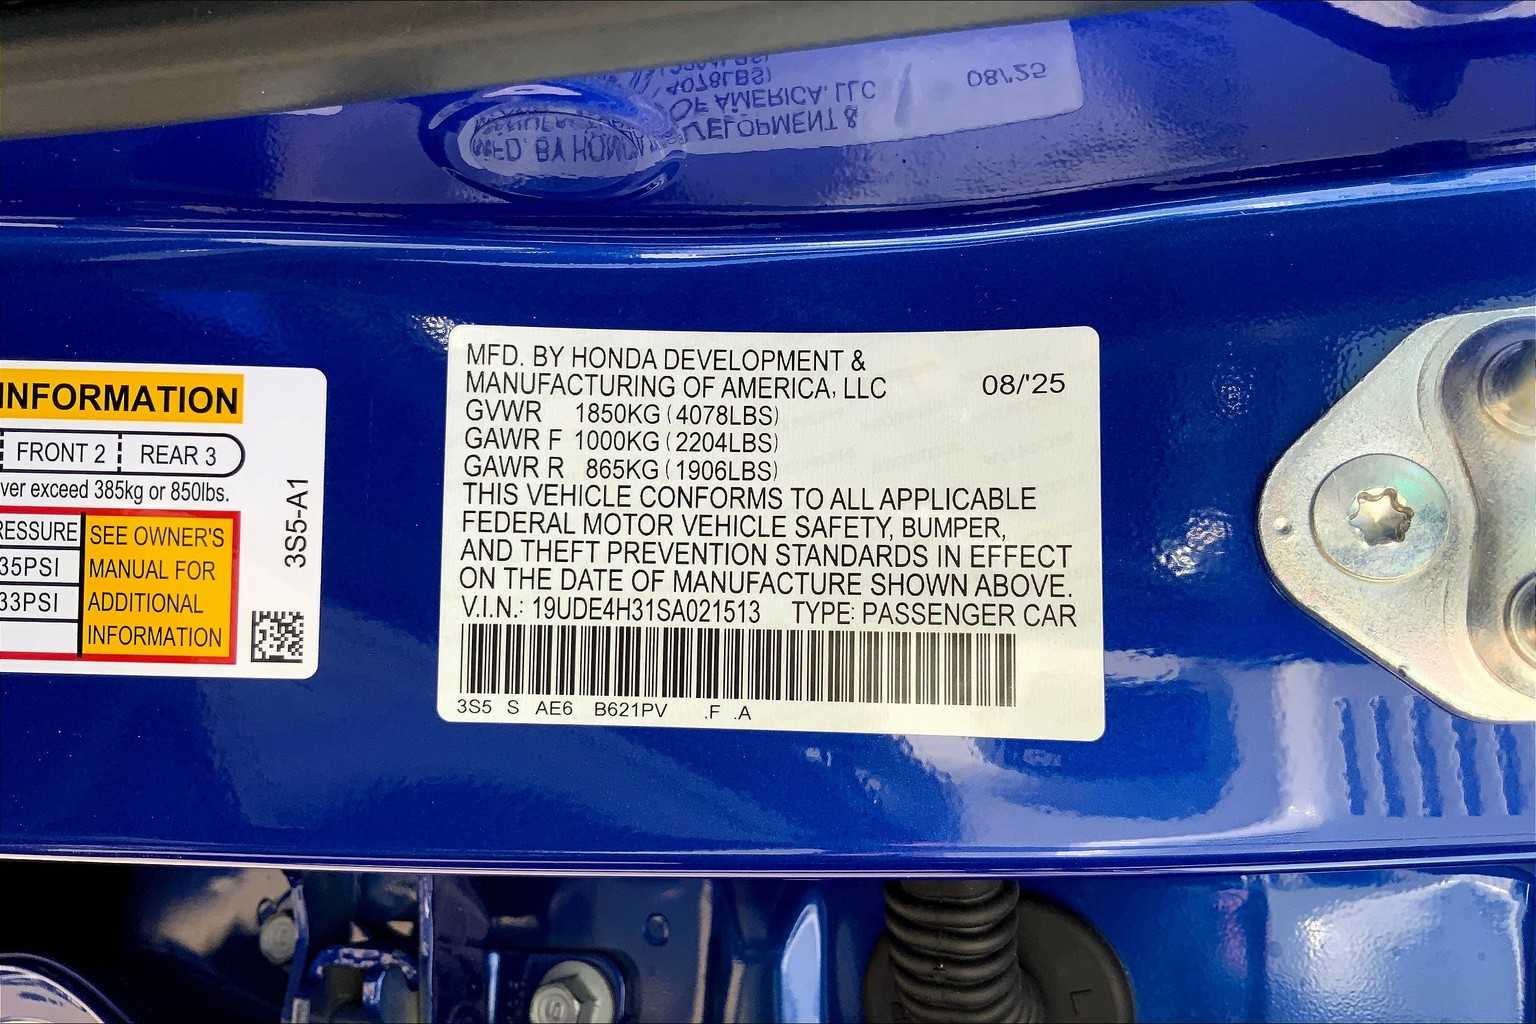 INFORMATION
FRONT 2 REAR 3
exceed 385kg or 850lbs.
35PSI
33PSI
SEE OWNER'S
MANUAL FOR
ADDITIONAL
INFORMATION
3S5-A1
MFD. BY HONDA DEVELOPMENT &
MANUFACTURING OF AMERICA, LLC 08/'25
GVWR 1850KG (4078LBS)
GAWR F 1000KG (2204LBS)
GAWR R 865KG (1906LBS)
THIS VEHICLE CONFORMS TO ALL APPLICABLE
FEDERAL MOTOR VEHICLE SAFETY, BUMPER,
AND THEFT PREVENTION STANDARDS IN EFFECT
ON THE DATE OF MANUFACTURE SHOWN ABOVE.
V.I.N.: 19UDE4H31SA021513 TYPE: PASSENGER CAR
3S5 S AE6 B621PV .F .A